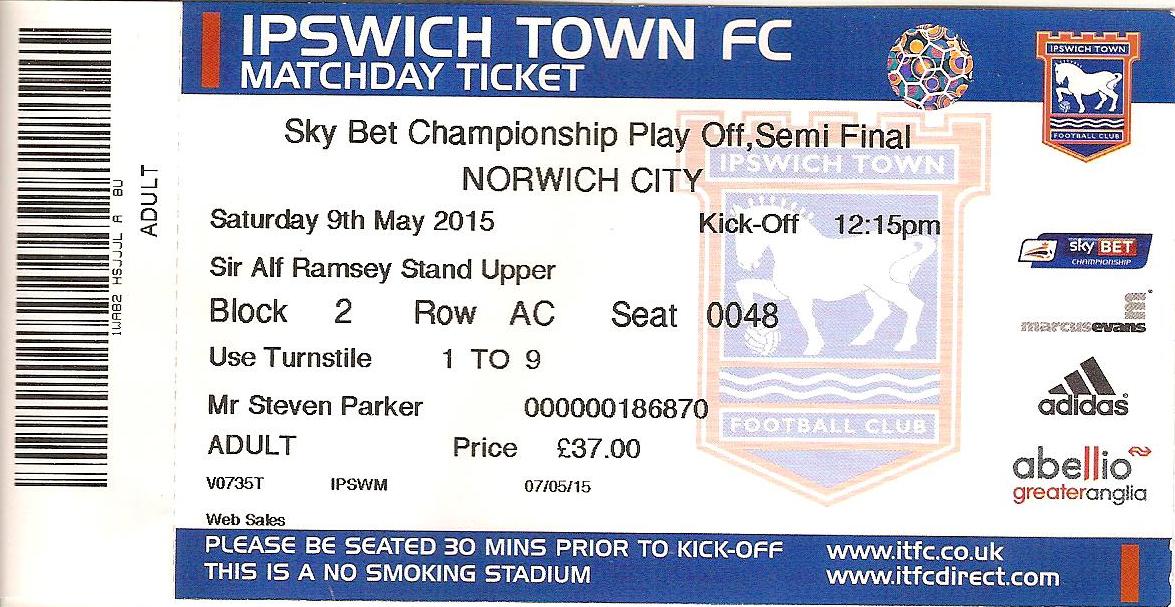 IPSWICH TOWN FC
MATCHDAY TICKET
IPSWICH TOWN
FOOTBALL CLUB
Sky Bet Championship Play Off,Semi Final
NORWICH CITY
IPSWICH TOWN
Saturday 9th May 2015 Kick-Off 12:15pm
Sir Alf Ramsey Stand Upper
Block 2 Row AC Seat 0048
Use Turnstile 1 TO 9
Mr Steven Parker 000000186870
FOOTBALL CLUB
ADULT Price £37.00
V0735T IPSWM 07/05/15
Web Sales
PLEASE BE SEATED 30 MINS PRIOR TO KICK-OFF
THIS IS A NO SMOKING STADIUM
www.itfc.co.uk
www.itfcdirect.com
sky BET
CHAMPIONSHIP
marcusevans
adidas
abellio
greateranglia
ADULT
1WAB2 HSJJJL A BU